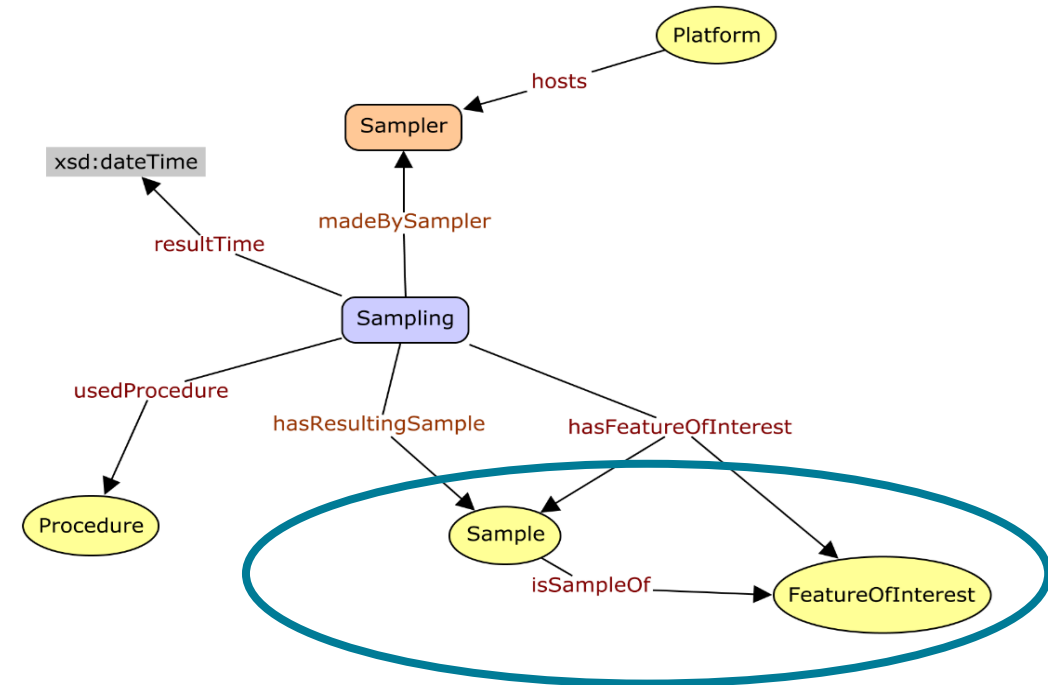 Platform
hosts
Sampler
xsd:dateTime
madeBySampler
resultTime
Sampling
usedProcedure
hasResultingSample
hasFeatureOfInterest
Procedure
Sample
isSampleOf
FeatureOfInterest